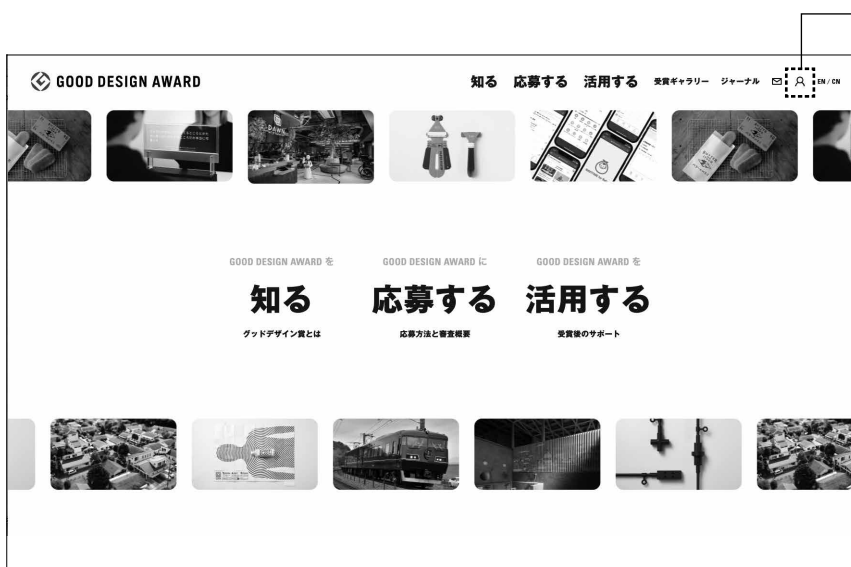 GOOD DESIGN AWARD
知る 応募する 活用する 受賞ギャラリー ジャーナル EN / CN
DAWN
GOOD DESIGN AWARD を
知る
グッドデザイン賞とは
GOOD DESIGN AWARD に
応募する
応募方法と審査概要
GOOD DESIGN AWARD を
活用する
受賞後のサポート